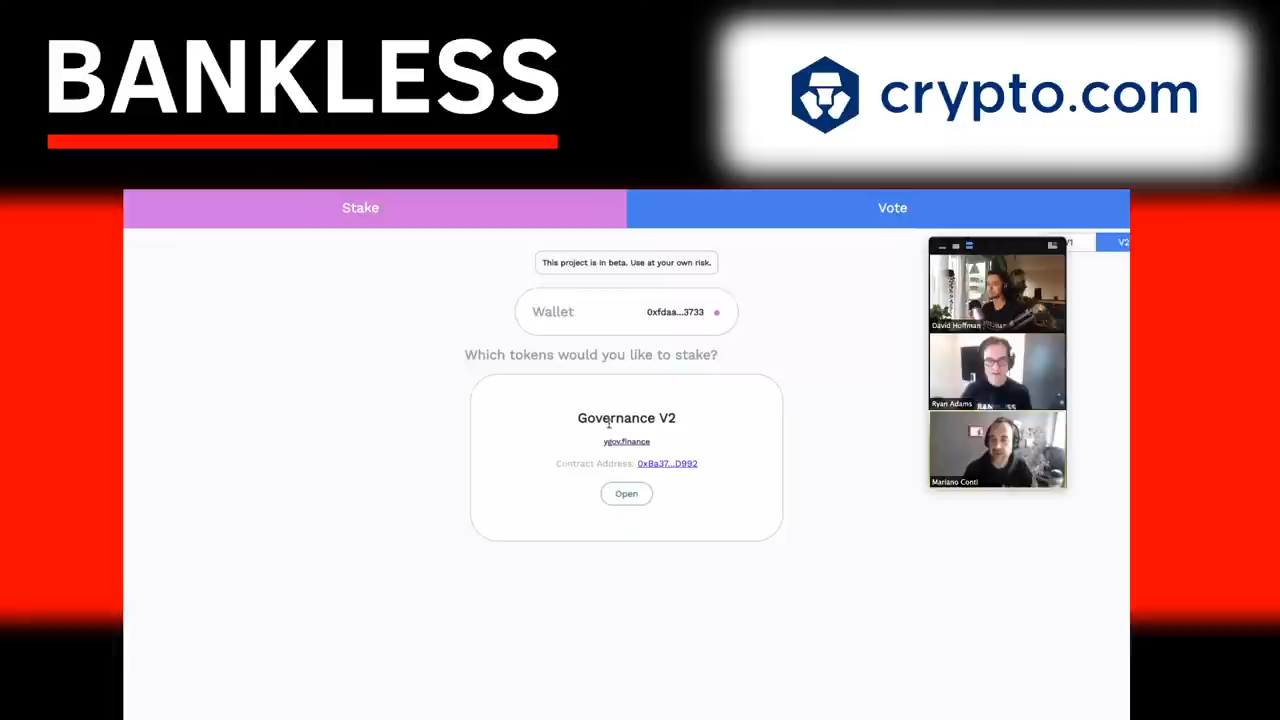 BANKLESS
crypto.com
Stake
Vote
V2
This project is in beta. Use at your own risk.
Wallet
0xfdaa...3733
Which tokens would you like to stake?
David Hoffman
Ryan Adams
Mariano Conti
Governance V2
ygov.finance
Contract Address: 0xBa37...D992
Open